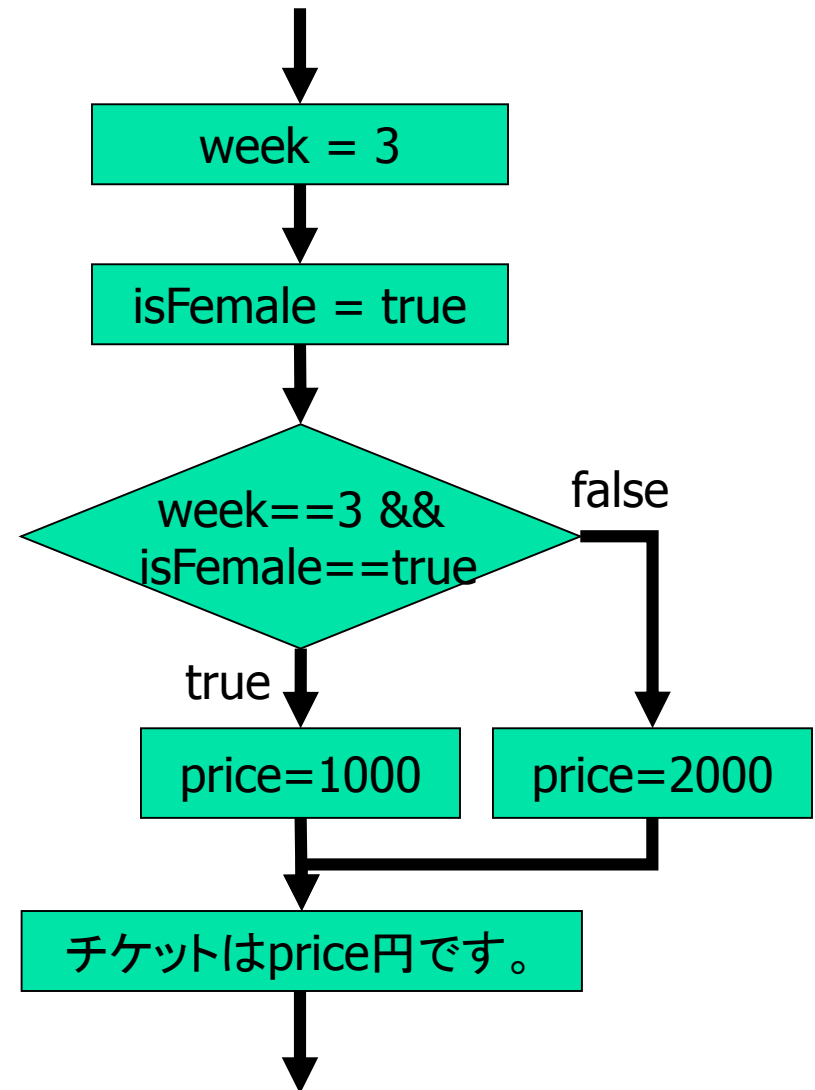 week = 3
isFemale = true
week==3 &&
isFemale==true
false
true
price=1000
price=2000
チケットはprice円です。